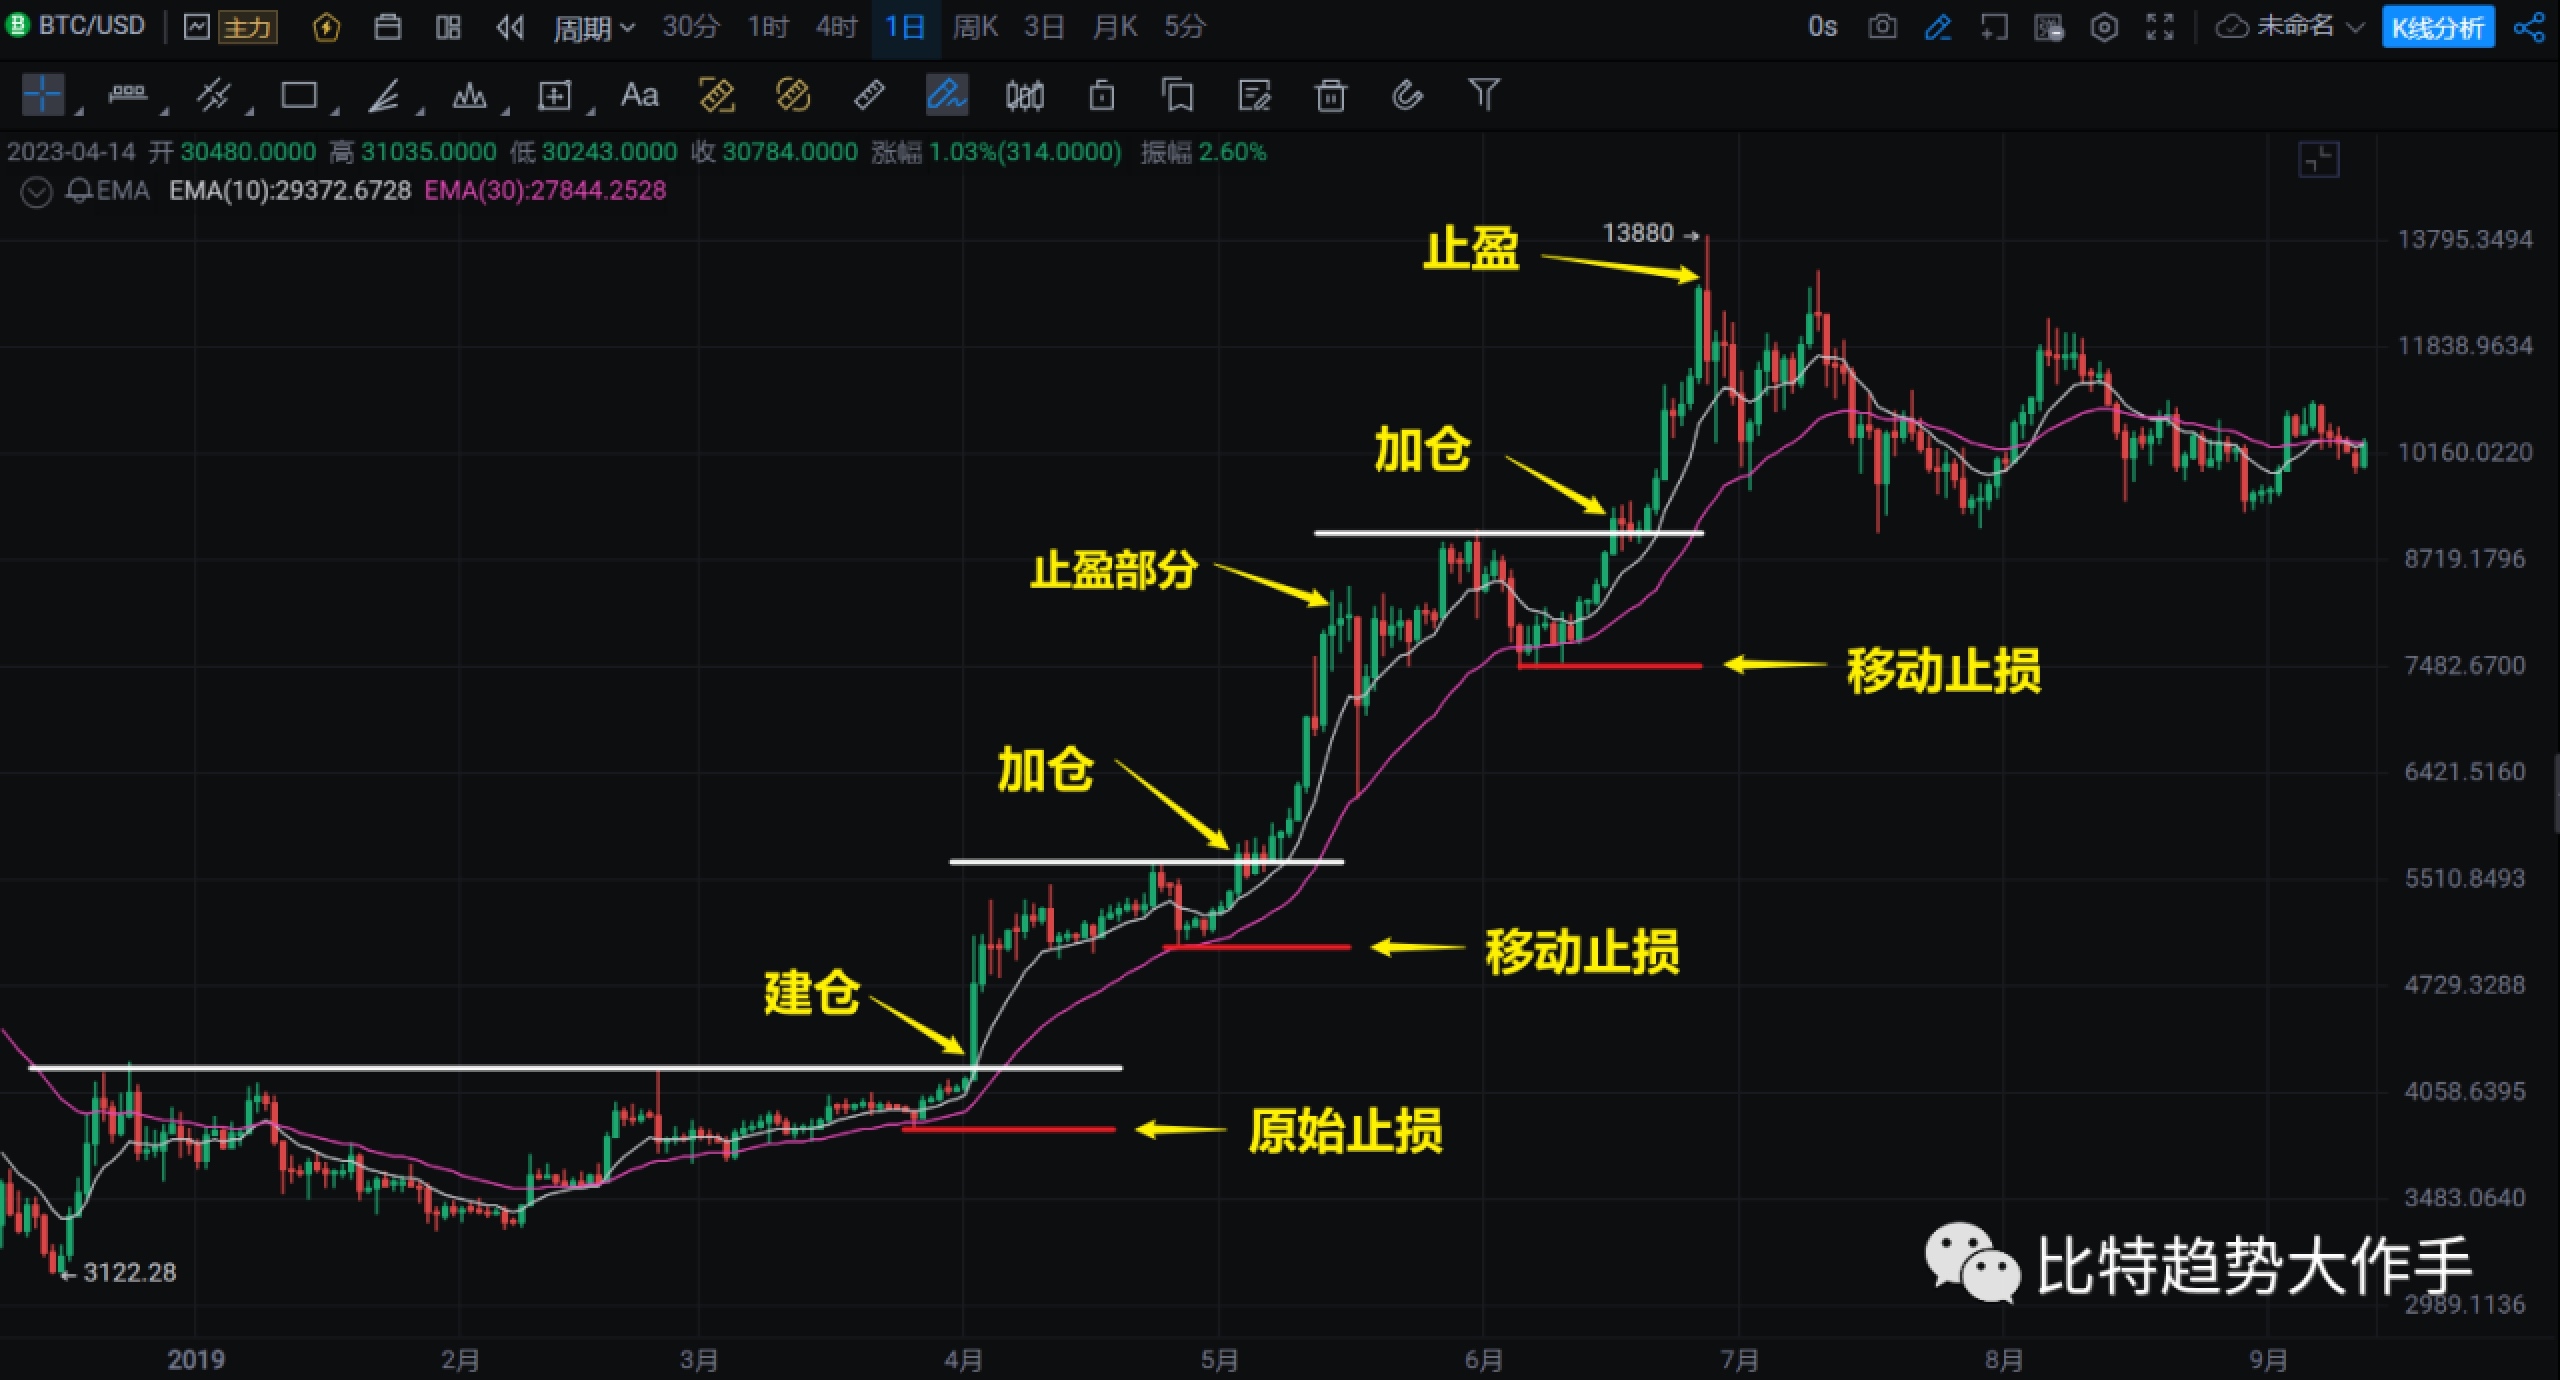 BTC/USD 主力 周期 30分 1时 4时 1日 周K 3日 月K 5分 0s 未命名 K线分析
Aa
2023-04-14 开 30480.0000 高 31035.0000 低 30243.0000 收 30784.0000 涨幅 1.03%(314.0000) 振幅 2.60%
EMA EMA(10):29372.6728 EMA(30):27844.2528
13880
止盈
13795.3494
11838.9634
加仓
10160.0220
止盈部分
8719.1796
移动止损
7482.6700
加仓
6421.5160
5510.8493
移动止损
建仓
4729.3288
4058.6395
原始止损
3483.0640
3122.28
比特趋势大作手
2989.1136
2019 2月 3月 4月 5月 6月 7月 8月 9月